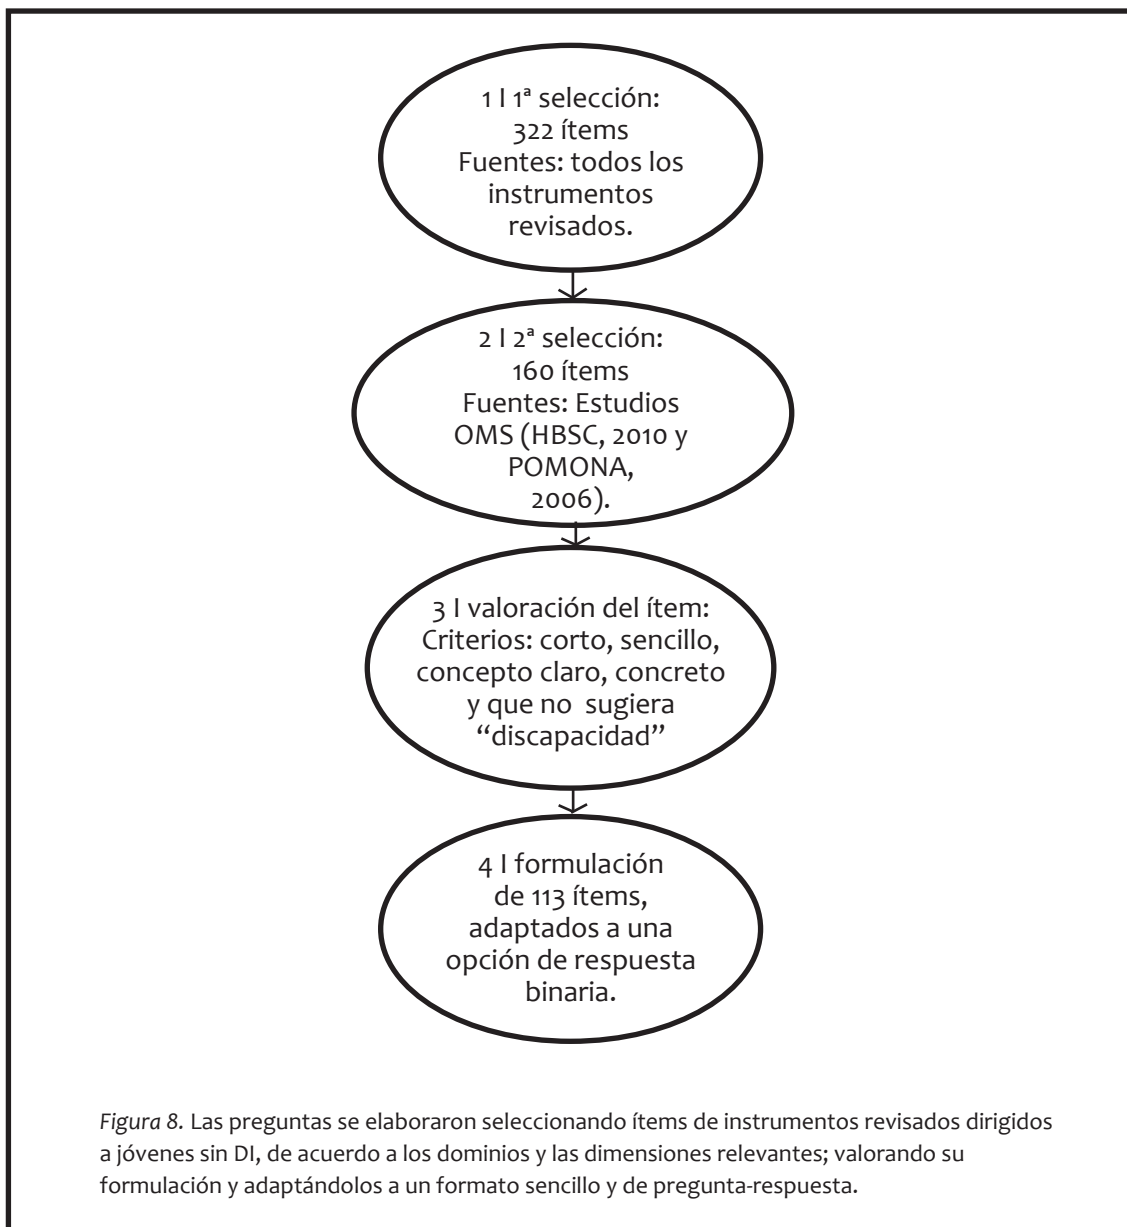 1 I 1ª selección:
322 ítems
Fuentes: todos los
instrumentos
revisados.
2 I 2ª selección:
160 ítems
Fuentes: Estudios
OMS (HBSC, 2010 y
POMONA,
2006).
3 I valoración del ítem:
Criterios: corto, sencillo,
concepto claro, concreto
y que no sugiera
“discapacidad”
4 I formulación
de 113 ítems,
adaptados a una
opción de respuesta
binaria.
Figura 8. Las preguntas se elaboraron seleccionando ítems de instrumentos revisados dirigidos
a jóvenes sin DI, de acuerdo a los dominios y las dimensiones relevantes; valorando su
formulación y adaptándolos a un formato sencillo y de pregunta-respuesta.